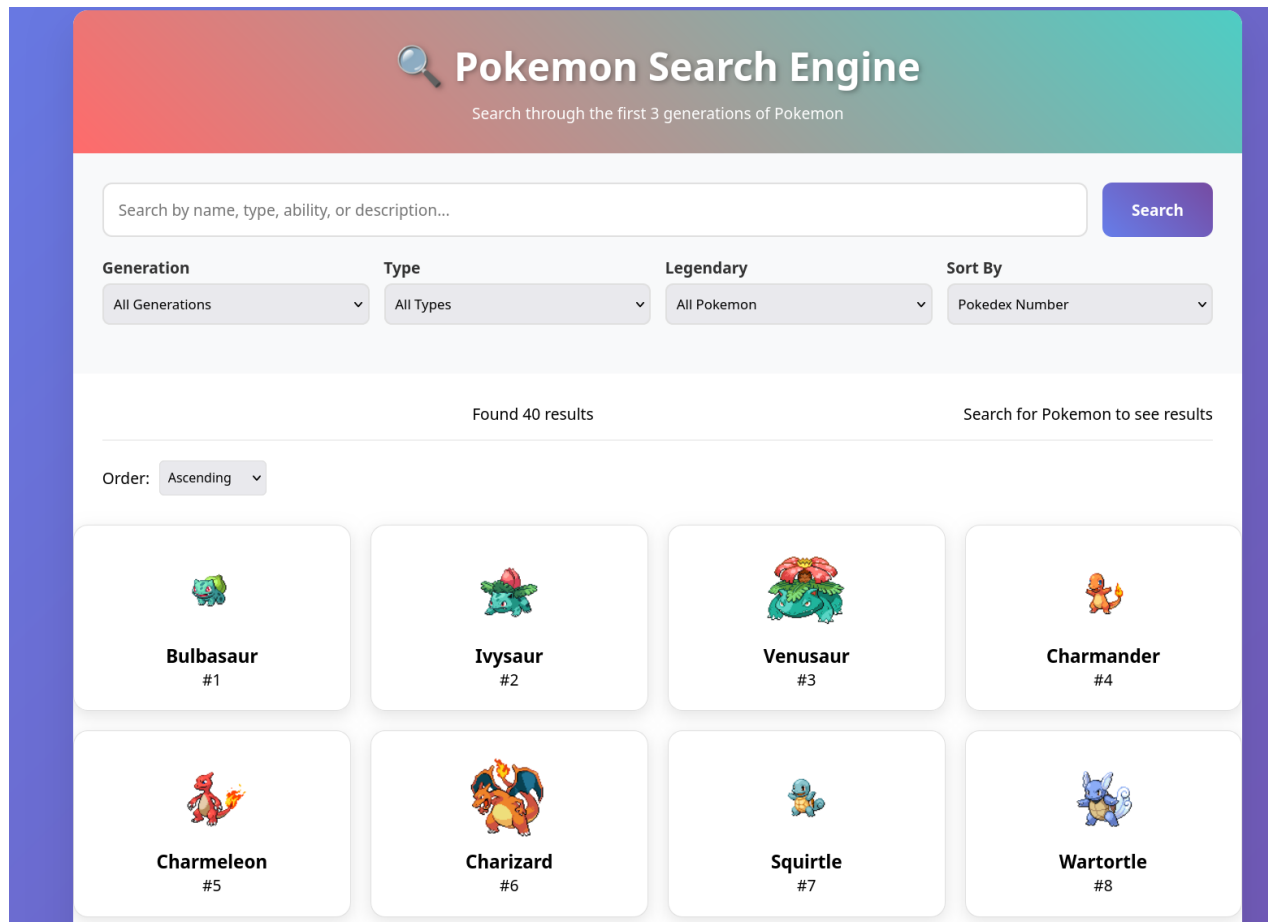 Pokemon Search Engine
Search through the first 3 generations of Pokemon
Search by name, type, ability, or description...
Search
Generation Type Legendary Sort By
All Generations All Types All Pokemon Pokedex Number
Found 40 results Search for Pokemon to see results
Order: Ascending
Bulbasaur Ivysaur Venusaur Charmander
#1 #2 #3 #4
Charmeleon Charizard Squirtle Wartortle
#5 #6 #7 #8